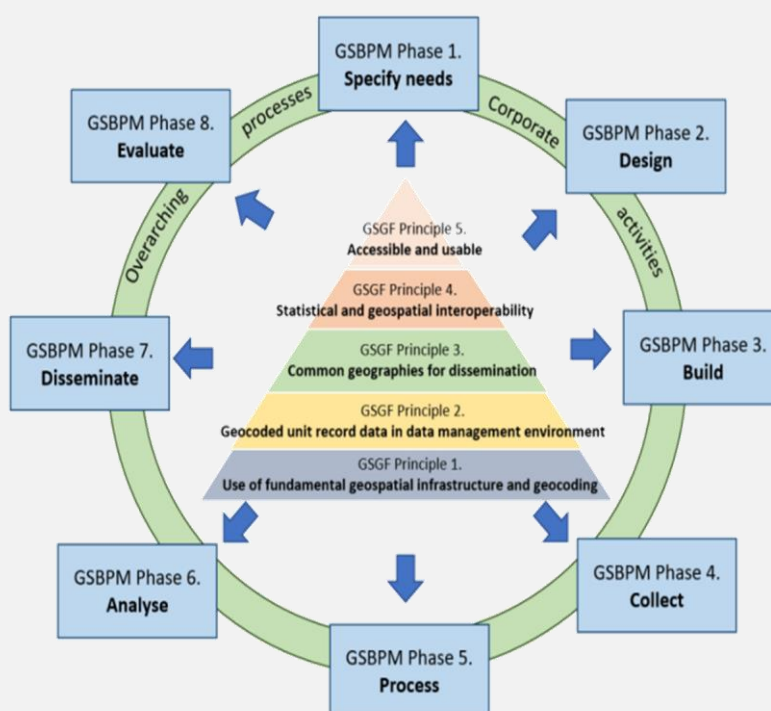 GSBPM Phase 1.
Specify needs
Corporate
activities
GSBPM Phase 2.
Design
GSBPM Phase 3.
Build
GSBPM Phase 4.
Collect
GSBPM Phase 5.
Process
GSBPM Phase 6.
Analyse
GSBPM Phase 7.
Disseminate
GSBPM Phase 8.
Evaluate
Overarching
processes
GSGF Principle 5.
Accessible and usable
GSGF Principle 4.
Statistical and geospatial interoperability
GSGF Principle 3.
Common geographies for dissemination
GSGF Principle 2.
Geocoded unit record data in data management environment
GSGF Principle 1.
Use of fundamental geospatial infrastructure and geocoding